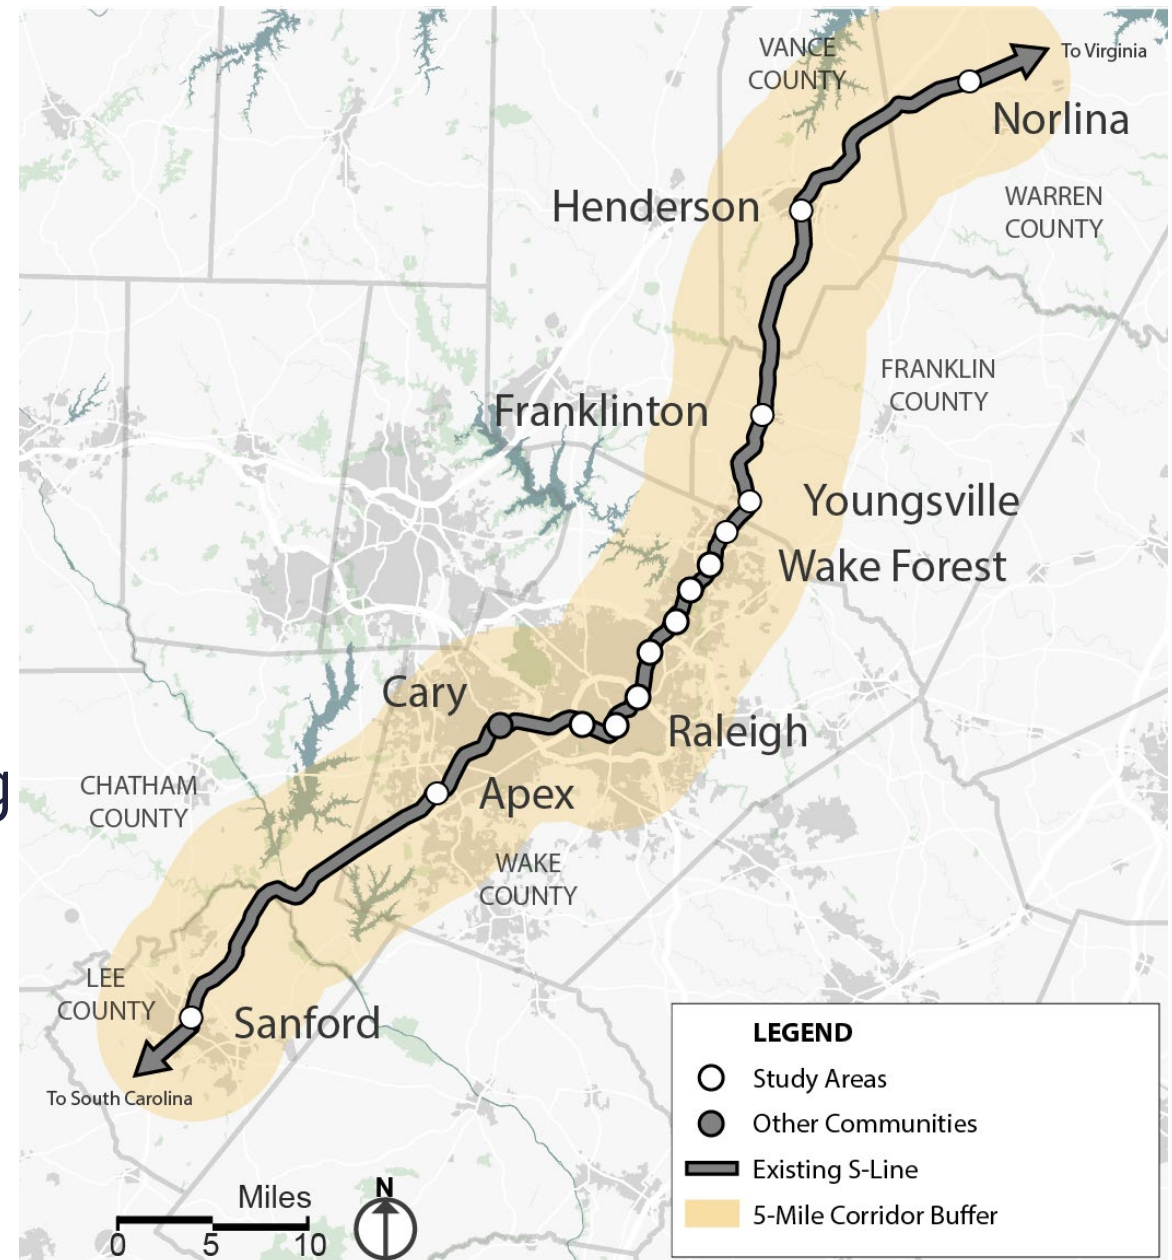 VANCE
COUNTY
To Virginia
Norlina
Henderson
WARREN
COUNTY
FRANKLIN
COUNTY
Franklinton
Youngsville
Wake Forest
Cary
Raleigh
g
CHATHAM
COUNTY
Apex
WAKE
COUNTY
LEE
COUNTY
Sanford
To South Carolina
LEGEND
Study Areas
Other Communities
Existing S-Line
5-Mile Corridor Buffer
Miles
0 5 10
N